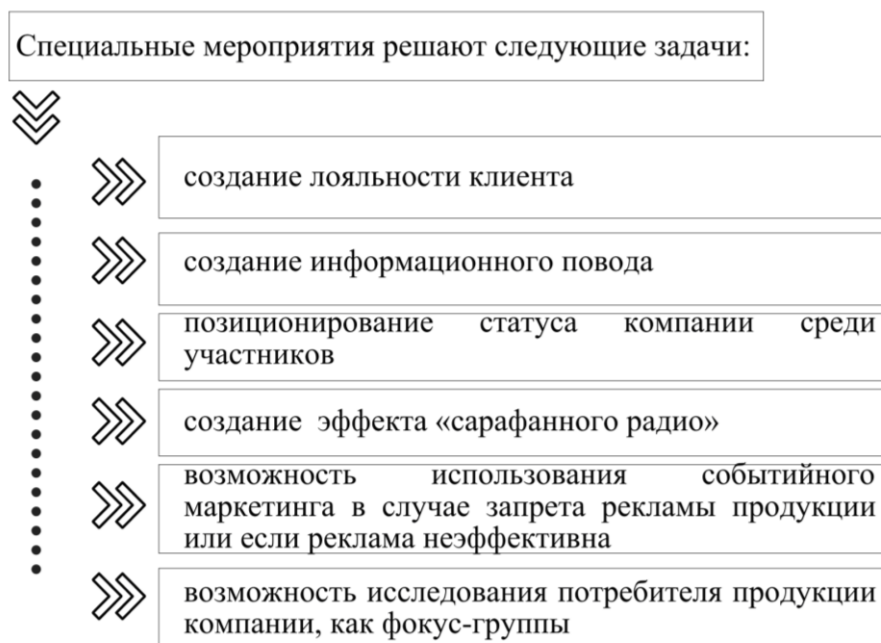 Специальные мероприятия решают следующие задачи:
создание лояльности клиента
создание информационного повода
позиционирование статуса компании среди
участников
создание эффекта «сарафанного радио»
возможность использования событийного
маркетинга в случае запрета рекламы продукции
или если реклама неэффективна
возможность исследования потребителя продукции
компании, как фокус-группы